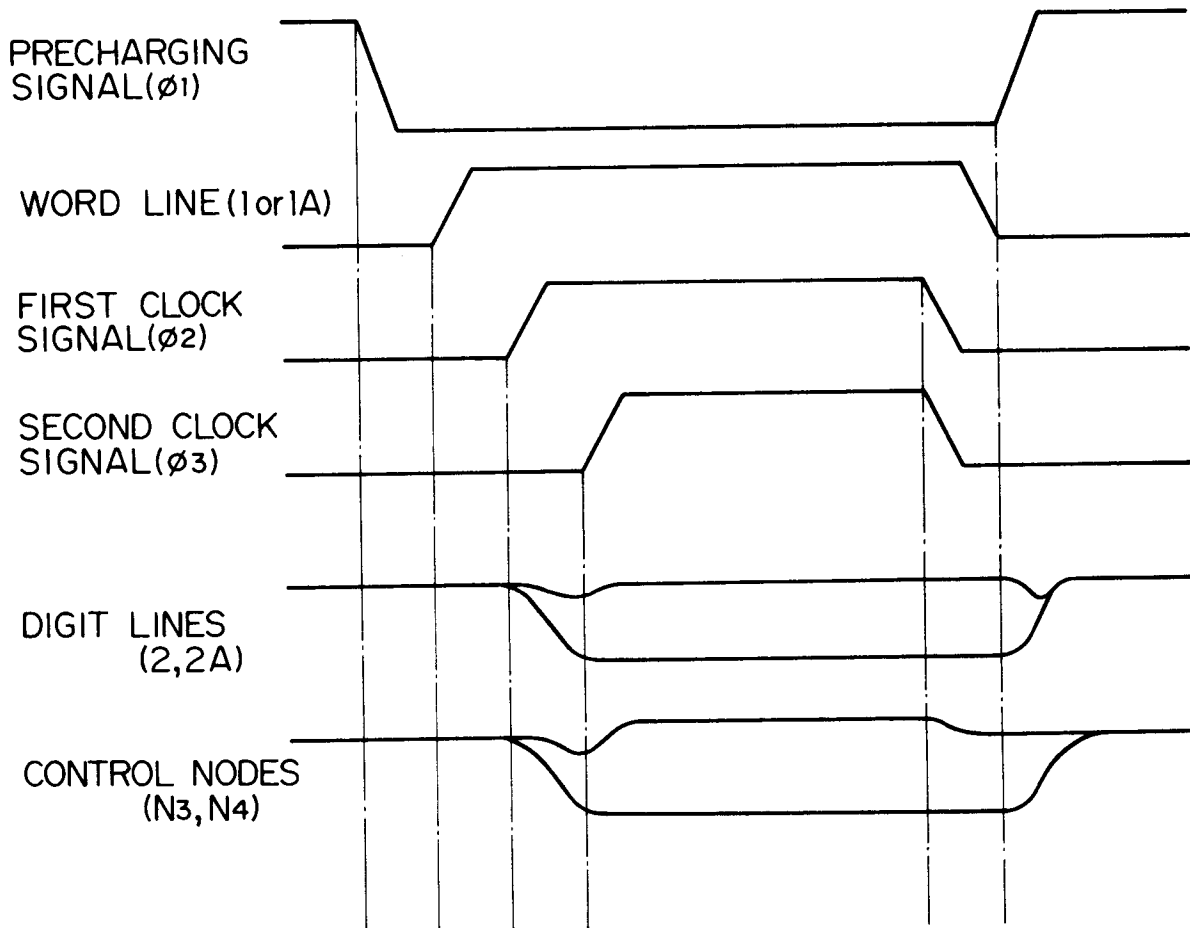 PRECHARGING
SIGNAL(ø1)
WORD LINE(1or1A)
FIRST CLOCK
SIGNAL(ø2)
SECOND CLOCK
SIGNAL(ø3)
DIGIT LINES
(2,2A)
CONTROL NODES
(N3,N4)